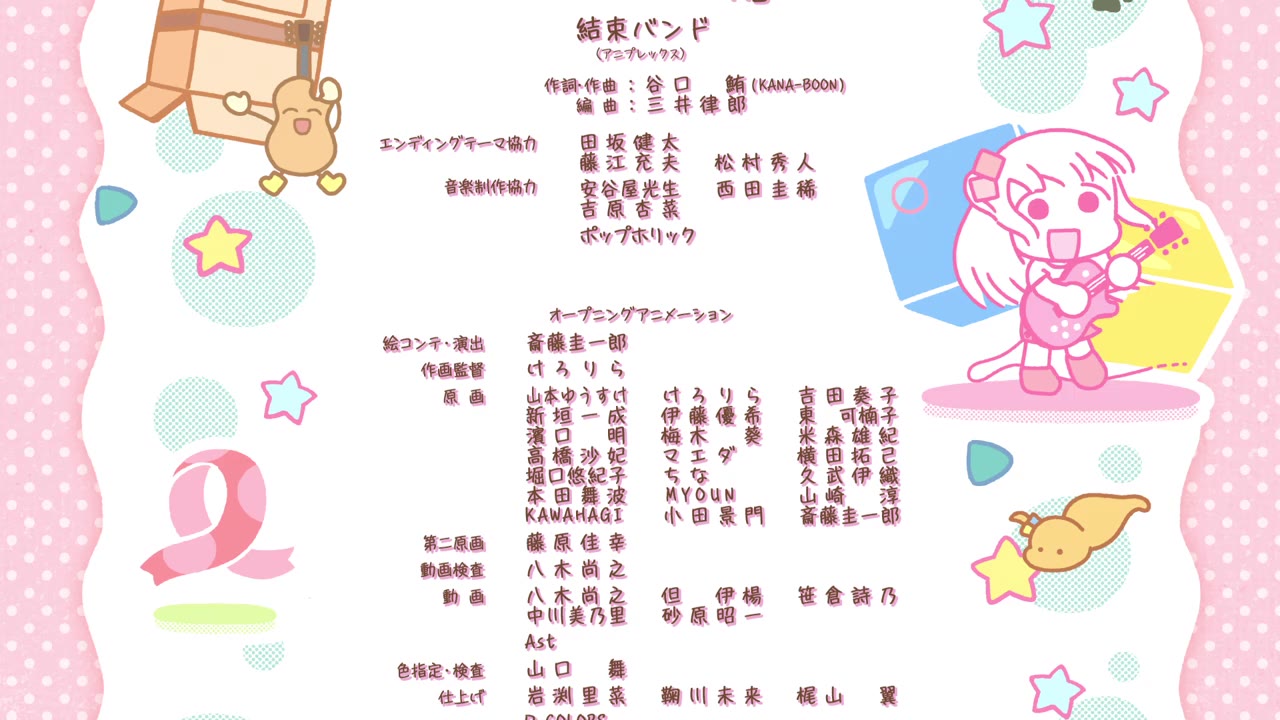 結束バンド
(アニプレックス)
作詞・作曲：谷口 鮪(KANA-BOON)
編曲：三井律郎
エンディングテーマ協力 田坂健太
藤江充夫 松村秀人
音楽制作協力 安谷屋光生 西田圭稀
吉原杏菜
ポップホリック
オープニングアニメーション
絵コンテ・演出 斎藤圭一郎
作画監督 けろりら
原画 山本ゆうすけ けろりら 吉田奏子
新垣一成 伊藤優希 東 可楠子
濱口 明 梅木 葵 米森雄紀
高橋沙妃 マエダ 横田拓己
堀口悠紀子 ちな 久武伊織
本田舞波 MYOUN 山崎 淳
KAWAHAGI 小田景門 斎藤圭一郎
第二原画 藤原佳幸
動画検査 八木尚之
動画 八木尚之 但 伊楊 笹倉詩乃
中川美乃里 砂原昭一
Ast
色指定・検査 山口 舞
仕上げ 岩渕里菜 鞠川未来 梶山 翼